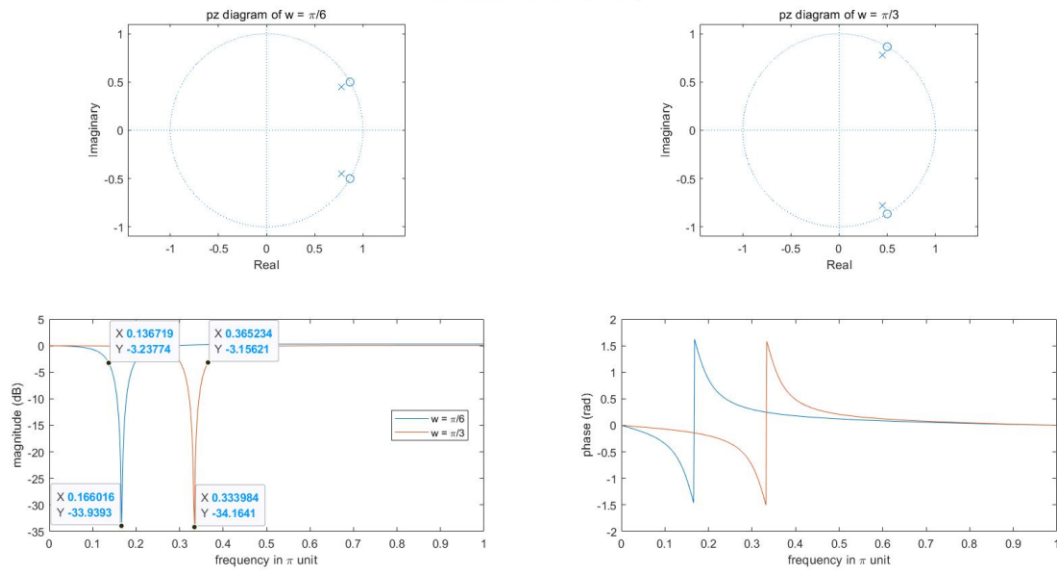 pz diagram of w = π/6
1
0.5
0
-0.5
-1
Imaginary
-1 -0.5 0 0.5 1
Real
pz diagram of w = π/3
1
0.5
0
-0.5
-1
Imaginary
-1 -0.5 0 0.5 1
Real
5
0
-5
-10
-15
-20
-25
-30
-35
magnitude (dB)
X 0.136719
Y -3.23774
X 0.365234
Y -3.15621
w = π/6
w = π/3
X 0.166016
Y -33.9393
X 0.333984
Y -34.1641
0 0.1 0.2 0.3 0.4 0.5 0.6 0.7 0.8 0.9 1
frequency in π unit
2
1.5
1
0.5
0
-0.5
-1
-1.5
-2
phase (rad)
0 0.1 0.2 0.3 0.4 0.5 0.6 0.7 0.8 0.9 1
frequency in π unit